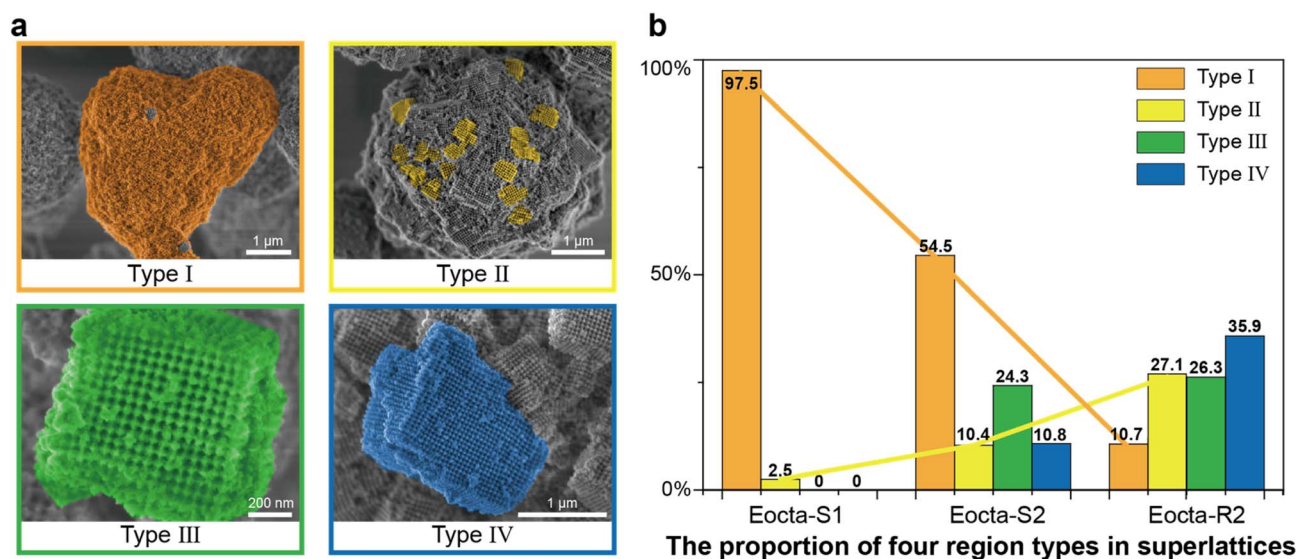 a
1 μm
Type I
1 μm
Type II
200 nm
Type III
1 μm
Type IV
b
100%
50%
0%
97.5
2.5
0
0
54.5
10.4
24.3
10.8
10.7
27.1
26.3
35.9
Type I
Type II
Type III
Type IV
Eocta-S1
Eocta-S2
Eocta-R2
The proportion of four region types in superlattices